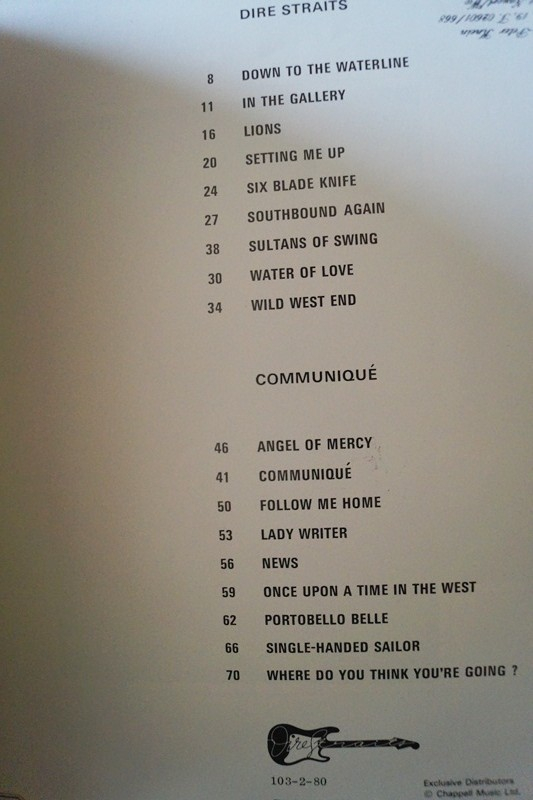 DIRE STRAITS
8 DOWN TO THE WATERLINE
11 IN THE GALLERY
16 LIONS
20 SETTING ME UP
24 SIX BLADE KNIFE
27 SOUTHBOUND AGAIN
38 SULTANS OF SWING
30 WATER OF LOVE
34 WILD WEST END
COMMUNIQUÉ
46 ANGEL OF MERCY
41 COMMUNIQUÉ
50 FOLLOW ME HOME
53 LADY WRITER
56 NEWS
59 ONCE UPON A TIME IN THE WEST
62 PORTOBELLO BELLE
66 SINGLE-HANDED SAILOR
70 WHERE DO YOU THINK YOU'RE GOING ?
Dire Straits
103-2-80
Exclusive Distributors
© Chappell Music Ltd.